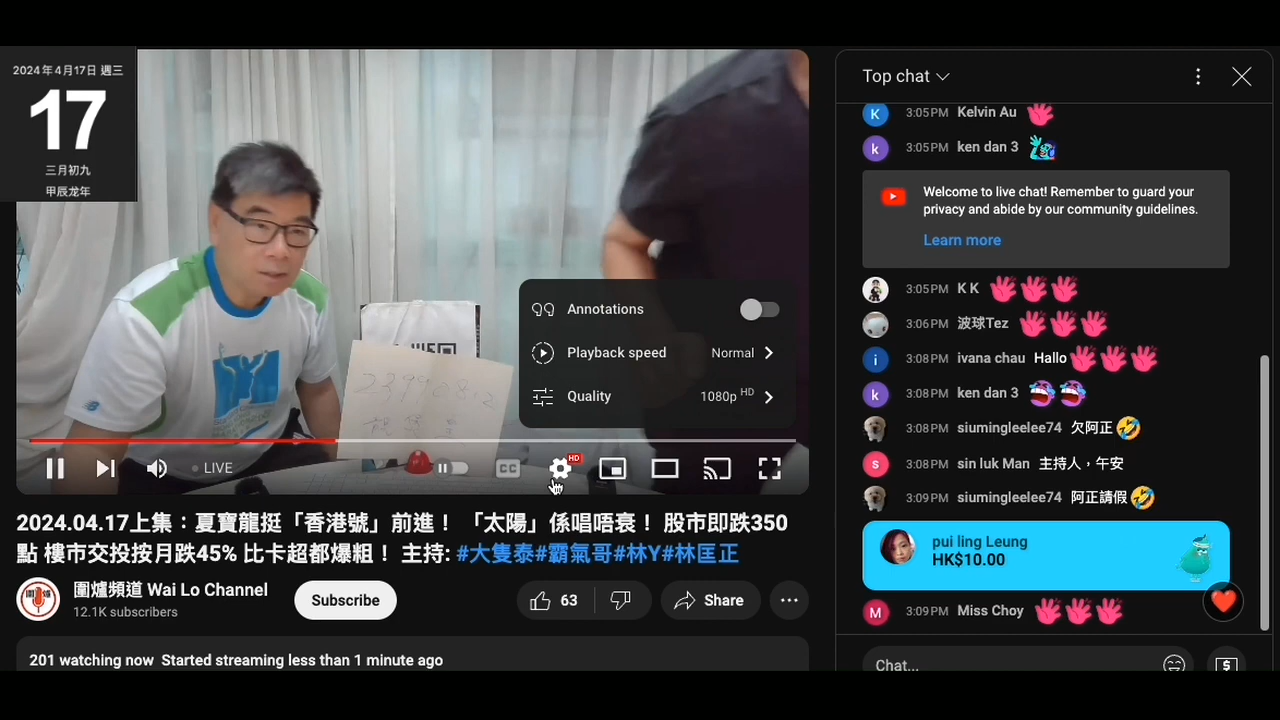 2024年4月17日 週三
17
三月初九
甲辰龙年
Annotations
Playback speed
Normal
Quality
1080p HD
LIVE
CC
HD
2024.04.17上集：夏寶龍挺「香港號」前進！ 「太陽」係唱唔衰！ 股市即跌350
點 樓市交投按月跌45% 比卡超都爆粗！ 主持: #大隻泰#霸氣哥#林Y#林匡正
圍爐頻道 Wai Lo Channel
12.1K subscribers
Subscribe
63
Share
201 watching now Started streaming less than 1 minute ago
Top chat
K
3:05PM Kelvin Au
k
3:05PM ken dan 3
Welcome to live chat! Remember to guard your
privacy and abide by our community guidelines.
Learn more
3:05PM K K
3:06PM 波球Tez
i
3:08PM ivana chau Hallo
k
3:08PM ken dan 3
3:08PM siumingleelee74 欠阿正
s
3:08PM sin luk Man 主持人，午安
3:09PM siumingleelee74 阿正請假
pui ling Leung
HK$10.00
M
3:09PM Miss Choy
Chat...